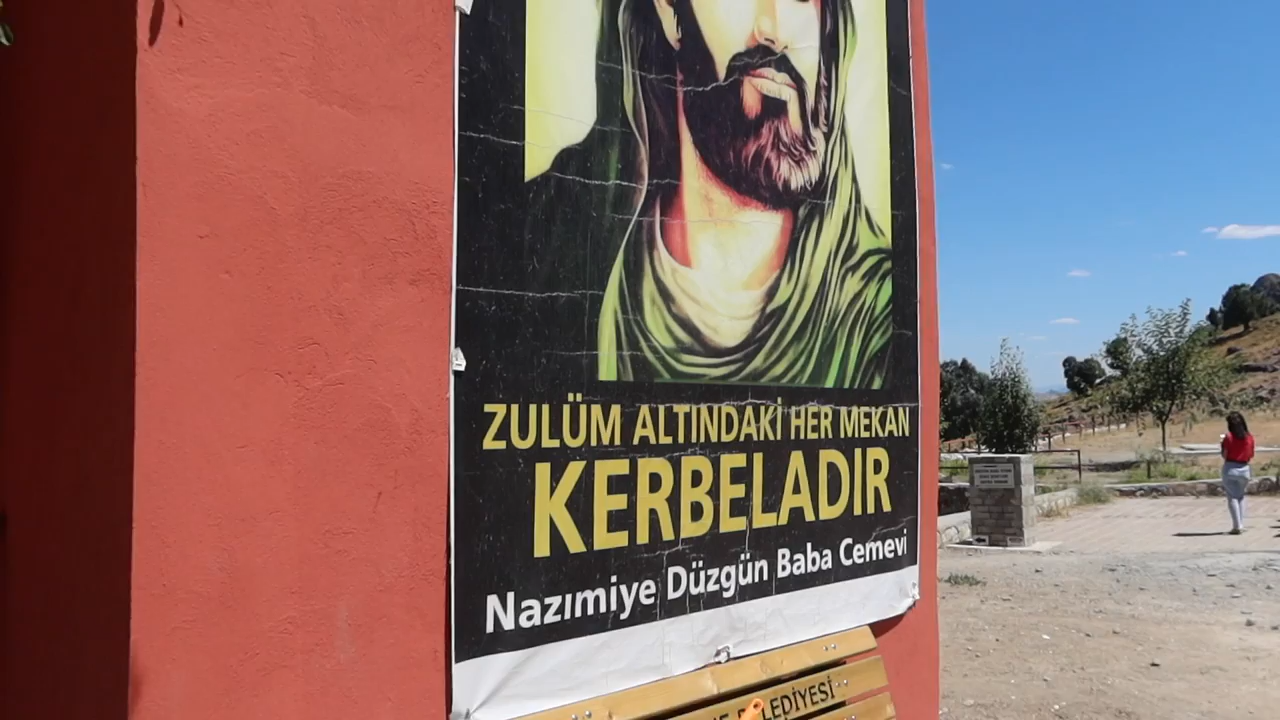 ZULÜM ALTINDAKİ HER MEKAN
KERBELADIR
Nazımiye Düzgün Baba Cemevi